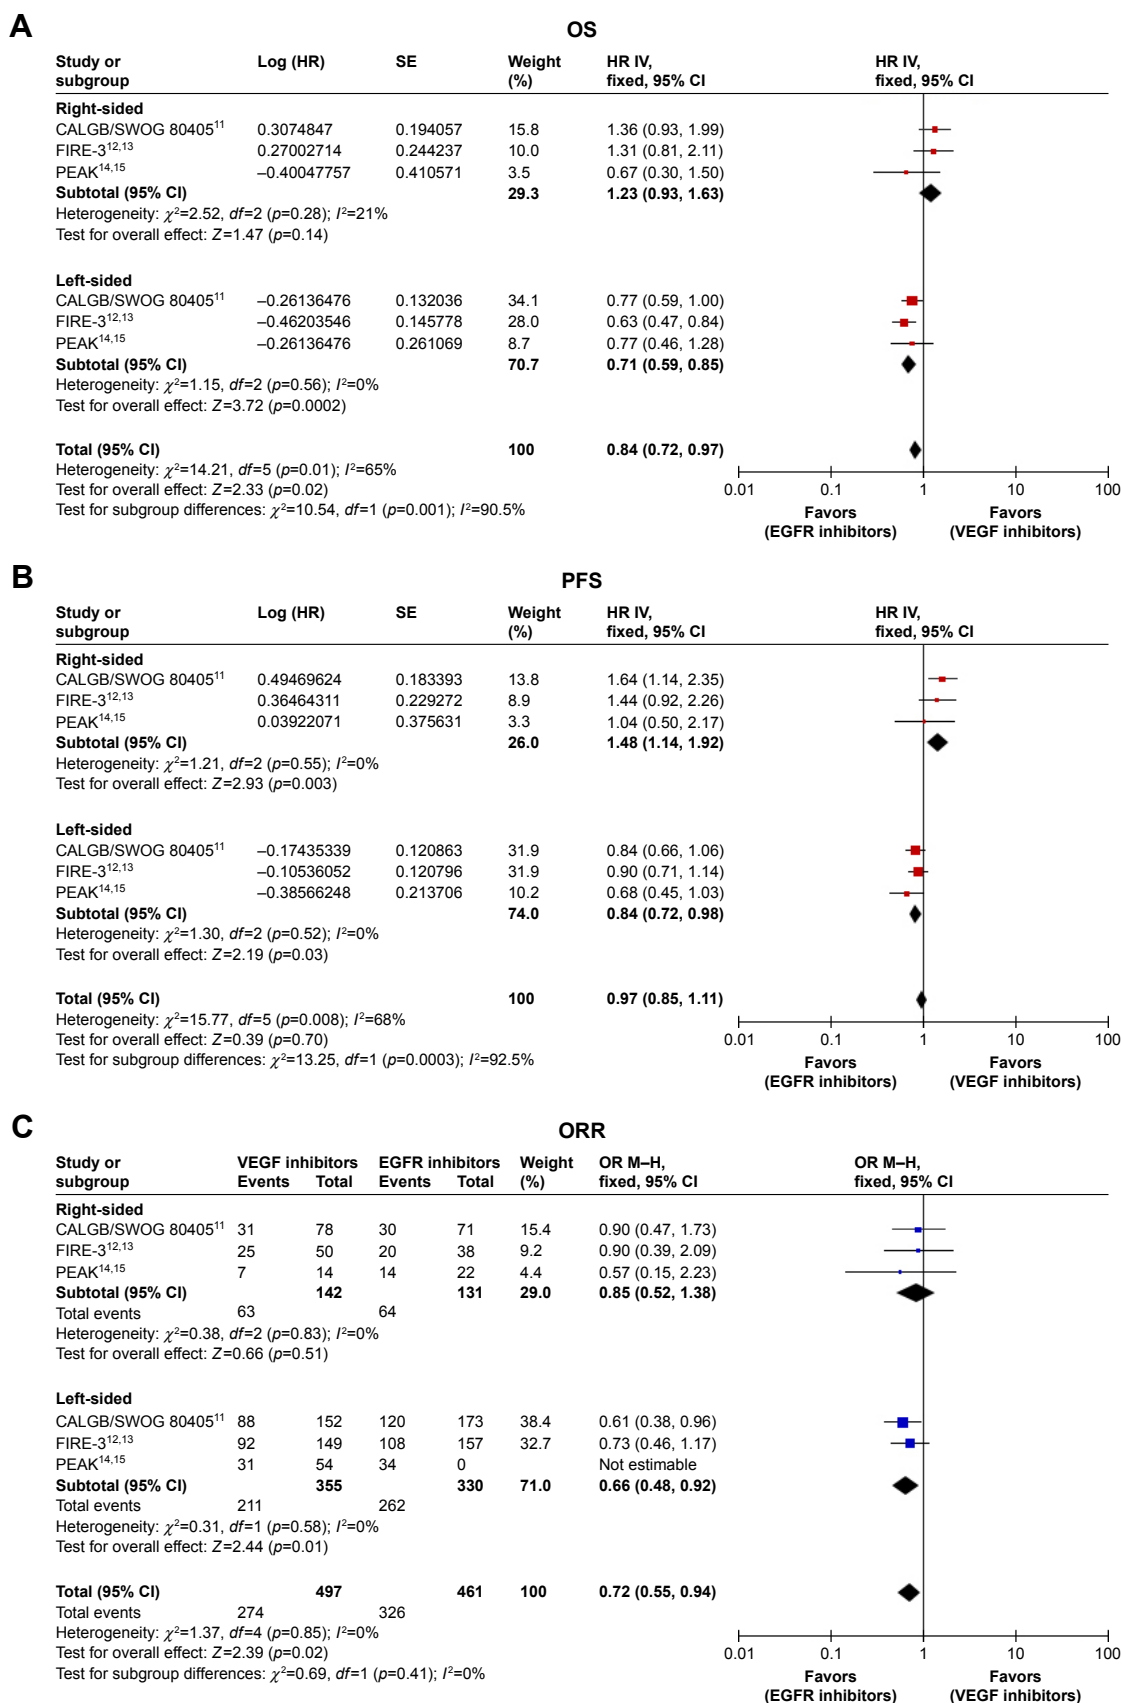 A
OS
Study or subgroup Log (HR) SE Weight (%) HR IV, fixed, 95% CI HR IV, fixed, 95% CI
Right-sided
CALGB/SWOG 8040511 0.3074847 0.194057 15.8 1.36 (0.93, 1.99)
FIRE-312,13 0.27002714 0.244237 10.0 1.31 (0.81, 2.11)
PEAK14,15 –0.40047757 0.410571 3.5 0.67 (0.30, 1.50)
Subtotal (95% CI) 29.3 1.23 (0.93, 1.63)
Heterogeneity: χ2=2.52, df=2 (p=0.28); I2=21%
Test for overall effect: Z=1.47 (p=0.14)
Left-sided
CALGB/SWOG 8040511 –0.26136476 0.132036 34.1 0.77 (0.59, 1.00)
FIRE-312,13 –0.46203546 0.145778 28.0 0.63 (0.47, 0.84)
PEAK14,15 –0.26136476 0.261069 8.7 0.77 (0.46, 1.28)
Subtotal (95% CI) 70.7 0.71 (0.59, 0.85)
Heterogeneity: χ2=1.15, df=2 (p=0.56); I2=0%
Test for overall effect: Z=3.72 (p=0.0002)
Total (95% CI) 100 0.84 (0.72, 0.97)
Heterogeneity: χ2=14.21, df=5 (p=0.01); I2=65%
Test for overall effect: Z=2.33 (p=0.02)
Test for subgroup differences: χ2=10.54, df=1 (p=0.001); I2=90.5%
0.01 0.1 1 10 100
Favors (EGFR inhibitors) Favors (VEGF inhibitors)
B
PFS
Study or subgroup Log (HR) SE Weight (%) HR IV, fixed, 95% CI HR IV, fixed, 95% CI
Right-sided
CALGB/SWOG 8040511 0.49469624 0.183393 13.8 1.64 (1.14, 2.35)
FIRE-312,13 0.36464311 0.229272 8.9 1.44 (0.92, 2.26)
PEAK14,15 0.03922071 0.375631 3.3 1.04 (0.50, 2.17)
Subtotal (95% CI) 26.0 1.48 (1.14, 1.92)
Heterogeneity: χ2=1.21, df=2 (p=0.55); I2=0%
Test for overall effect: Z=2.93 (p=0.003)
Left-sided
CALGB/SWOG 8040511 –0.17435339 0.120863 31.9 0.84 (0.66, 1.06)
FIRE-312,13 –0.10536052 0.120796 31.9 0.90 (0.71, 1.14)
PEAK14,15 –0.38566248 0.213706 10.2 0.68 (0.45, 1.03)
Subtotal (95% CI) 74.0 0.84 (0.72, 0.98)
Heterogeneity: χ2=1.30, df=2 (p=0.52); I2=0%
Test for overall effect: Z=2.19 (p=0.03)
Total (95% CI) 100 0.97 (0.85, 1.11)
Heterogeneity: χ2=15.77, df=5 (p=0.008); I2=68%
Test for overall effect: Z=0.39 (p=0.70)
Test for subgroup differences: χ2=13.25, df=1 (p=0.0003); I2=92.5%
0.01 0.1 1 10 100
Favors (EGFR inhibitors) Favors (VEGF inhibitors)
C
ORR
Study or subgroup VEGF inhibitors Events Total EGFR inhibitors Events Total Weight (%) OR M–H, fixed, 95% CI OR M–H, fixed, 95% CI
Right-sided
CALGB/SWOG 8040511 31 78 30 71 15.4 0.90 (0.47, 1.73)
FIRE-312,13 25 50 20 38 9.2 0.90 (0.39, 2.09)
PEAK14,15 7 14 14 22 4.4 0.57 (0.15, 2.23)
Subtotal (95% CI) 142 131 29.0 0.85 (0.52, 1.38)
Total events 63 64
Heterogeneity: χ2=0.38, df=2 (p=0.83); I2=0%
Test for overall effect: Z=0.66 (p=0.51)
Left-sided
CALGB/SWOG 8040511 88 152 120 173 38.4 0.61 (0.38, 0.96)
FIRE-312,13 92 149 108 157 32.7 0.73 (0.46, 1.17)
PEAK14,15 31 54 34 0 Not estimable
Subtotal (95% CI) 355 330 71.0 0.66 (0.48, 0.92)
Total events 211 262
Heterogeneity: χ2=0.31, df=1 (p=0.58); I2=0%
Test for overall effect: Z=2.44 (p=0.01)
Total (95% CI) 497 461 100 0.72 (0.55, 0.94)
Total events 274 326
Heterogeneity: χ2=1.37, df=4 (p=0.85); I2=0%
Test for overall effect: Z=2.39 (p=0.02)
Test for subgroup differences: χ2=0.69, df=1 (p=0.41); I2=0%
0.01 0.1 1 10 100
Favors (EGFR inhibitors) Favors (VEGF inhibitors)